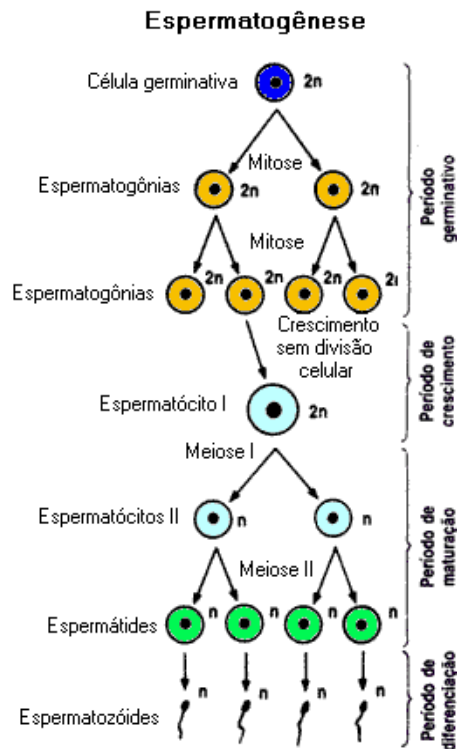 Espermatogênese
Célula germinativa
2n
Mitose
Espermatogônias
2n
2n
Mitose
Espermatogônias
2n
2n
2n
2
Crescimento
sem divisão
celular
Espermatócito I
2n
Meiose I
Espermatócitos II
n
n
Meiose II
Espermátides
n
n
n
n
Espermatozóides
n
n
n
n
Período
germinativo
Período de
crescimento
Período de
maturação
Período de
diferenciação